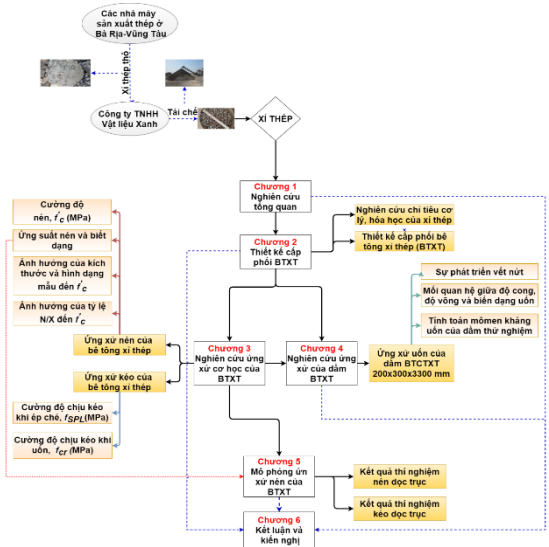 Các nhà máy
sản xuất thép ở
Bà Rịa-Vũng Tàu
Xỉ thép thô
Công ty TNHH
Vật liệu Xanh
Tái chế
XỈ THÉP
Chương 1
Nghiên cứu
tổng quan
Chương 2
Thiết kế cấp
phối BTXT
Nghiên cứu chỉ tiêu cơ
lý, hóa học của xỉ thép
Thiết kế cấp phối bê
tông xỉ thép (BTXT)
Cường độ
nén, f'c (MPa)
Ứng suất nén và biết
dạng
Ảnh hưởng của kích
thước và hình dạng
mẫu đến f'c
Ảnh hưởng của tỷ lệ
N/X đến f'c
Ứng xử nén của
bê tông xỉ thép
Ứng xử kéo của
bê tông xỉ thép
Cường độ chịu kéo
khi ép chẻ, fSPL(MPa)
Cường độ chịu kéo khi
uốn, fcr (MPa)
Chương 3
Nghiên cứu ứng
xử cơ học của
BTXT
Chương 4
Nghiên cứu ứng
xử của dầm
BTXT
Sự phát triển vết nứt
Mối quan hệ giữa độ cong,
độ võng và biến dạng uốn
Tính toán mômen kháng
uốn của dầm thử nghiệm
Ứng xử uốn của
dầm BTCTXT
200x300x3300 mm
Chương 5
Mô phỏng ứn
xử nén của
BTXT
Kết quả thí nghiệm
nén dọc trục
Kết quả thí nghiệm
kéo dọc trục
Chương 6
Kết luận và
kiến nghị